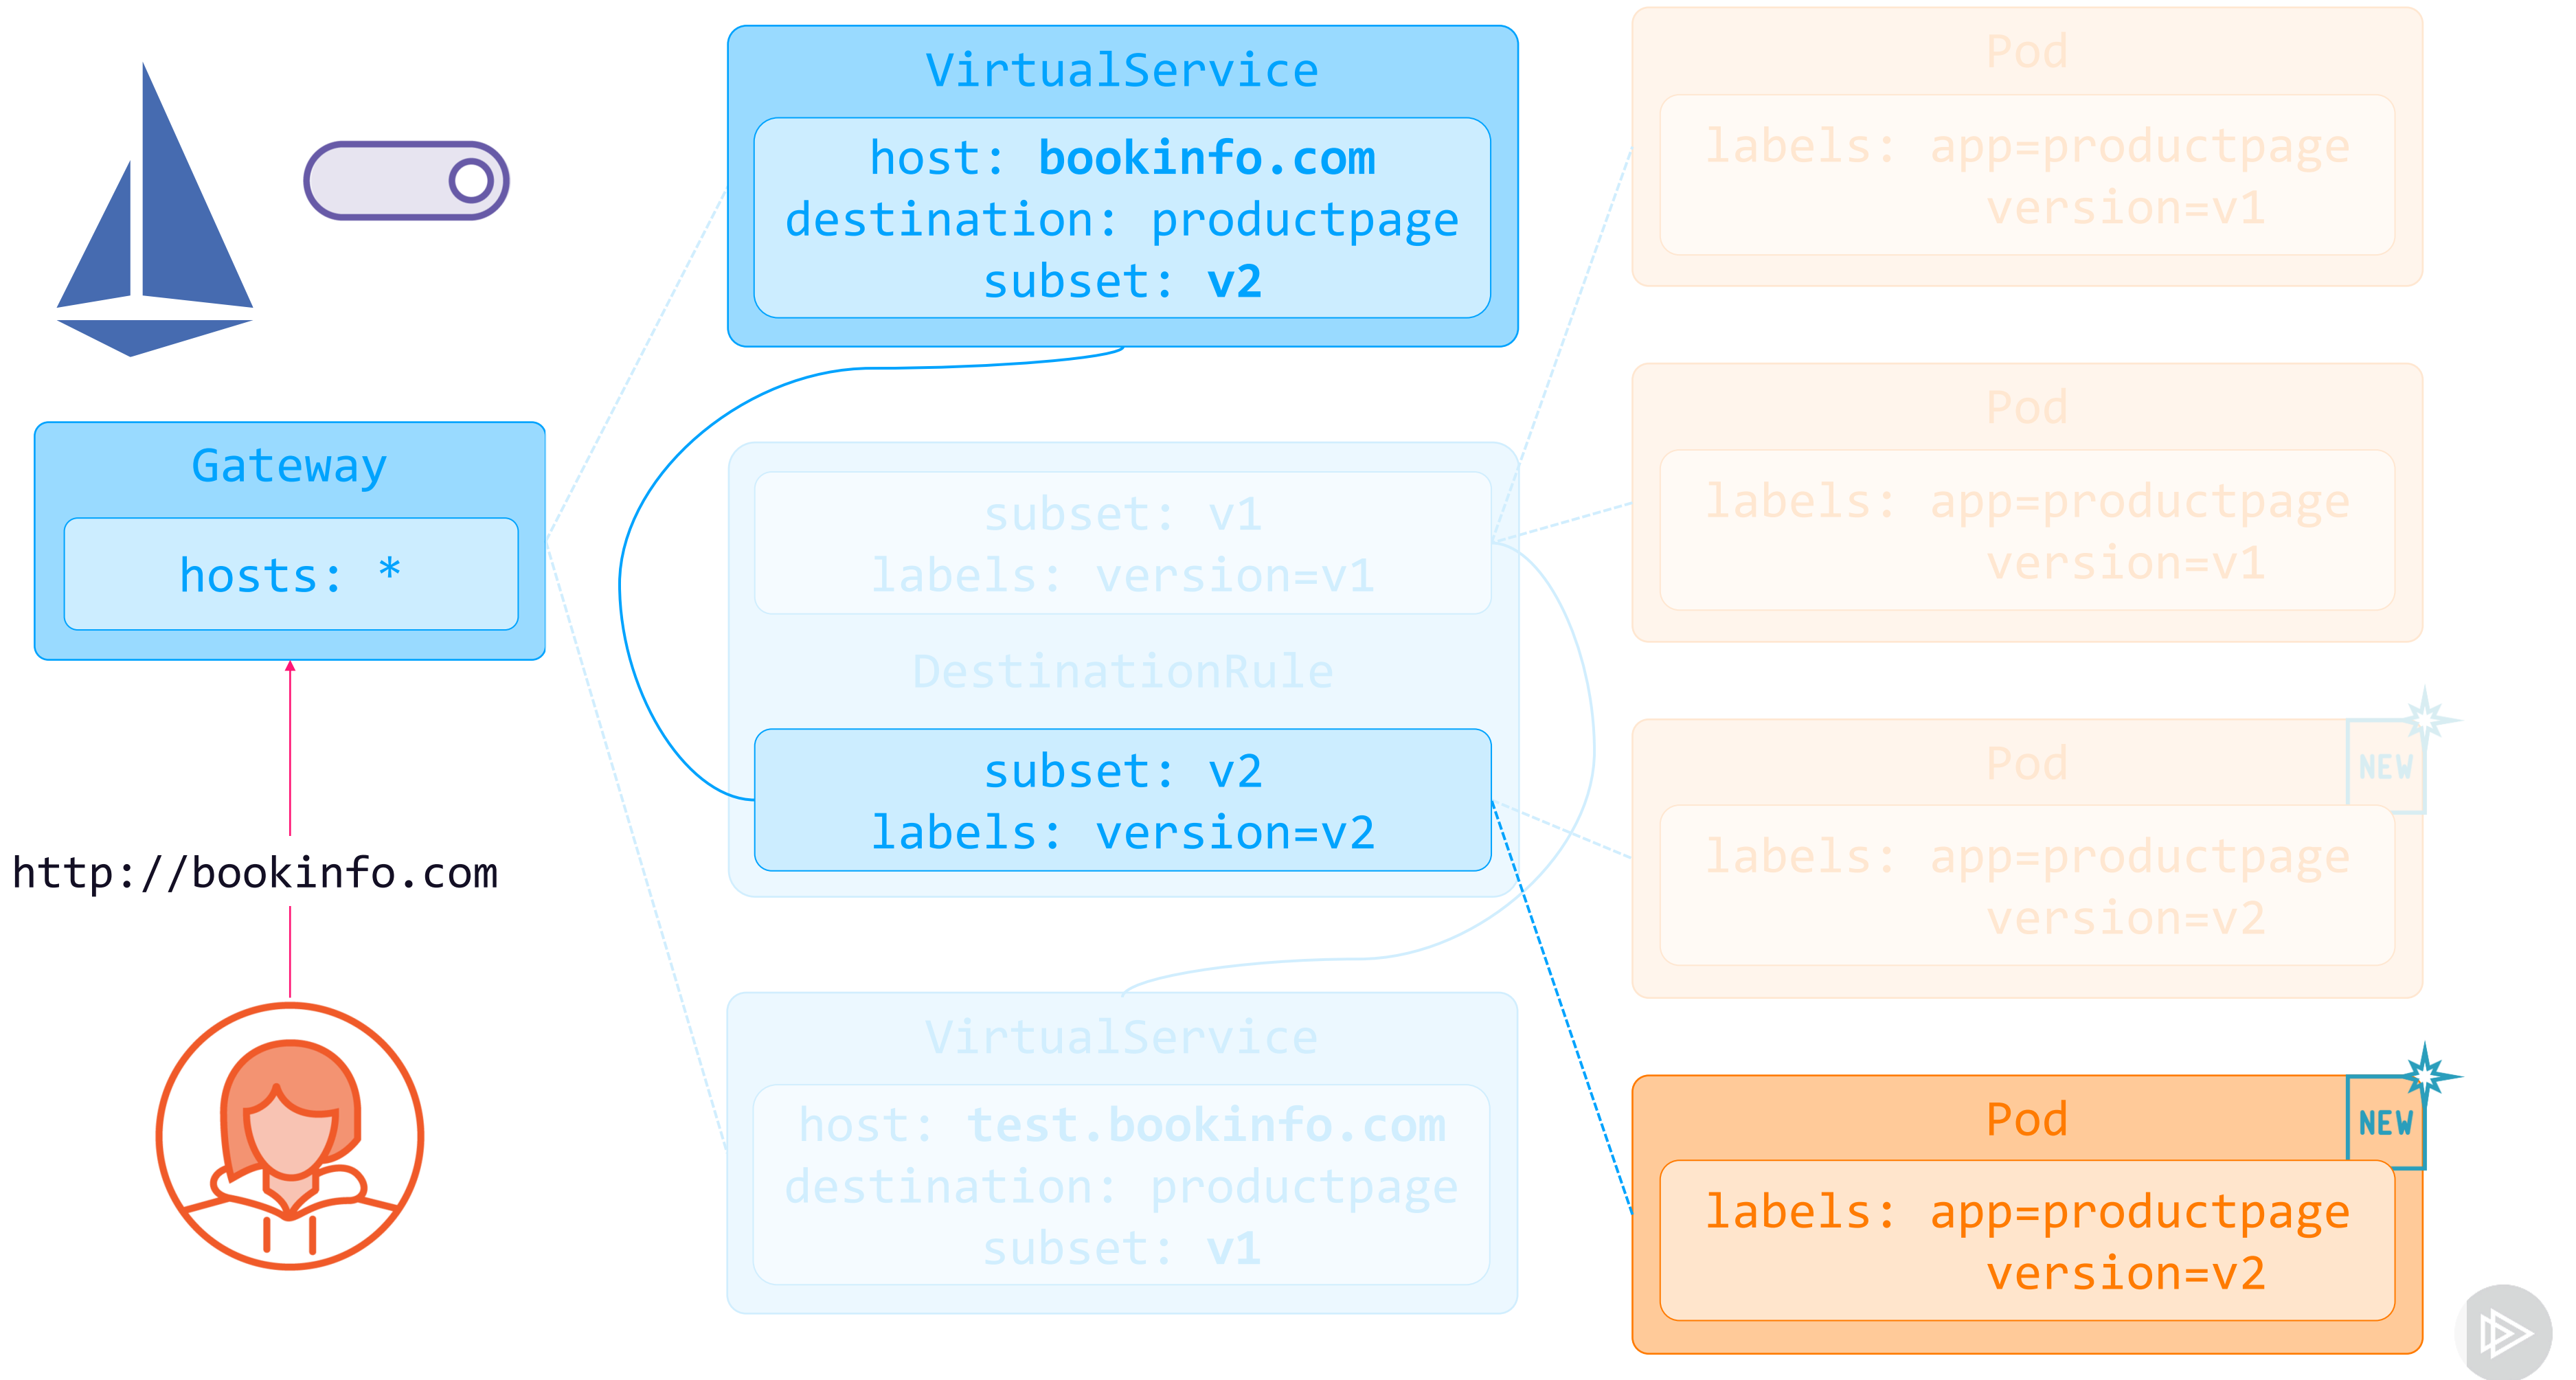 Gateway
hosts: *
http://bookinfo.com
VirtualService
host: bookinfo.com
destination: productpage
subset: v2
subset: v1
labels: version=v1
DestinationRule
subset: v2
labels: version=v2
VirtualService
host: test.bookinfo.com
destination: productpage
subset: v1
Pod
labels: app=productpage
version=v1
Pod
labels: app=productpage
version=v1
Pod
NEW
labels: app=productpage
version=v2
Pod
NEW
labels: app=productpage
version=v2